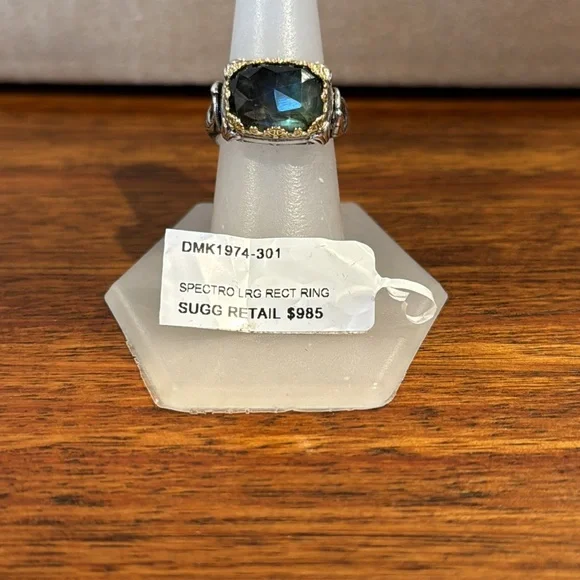 DMK1974-301
SPECTRO LRG RECT RING
SUGG RETAIL $985